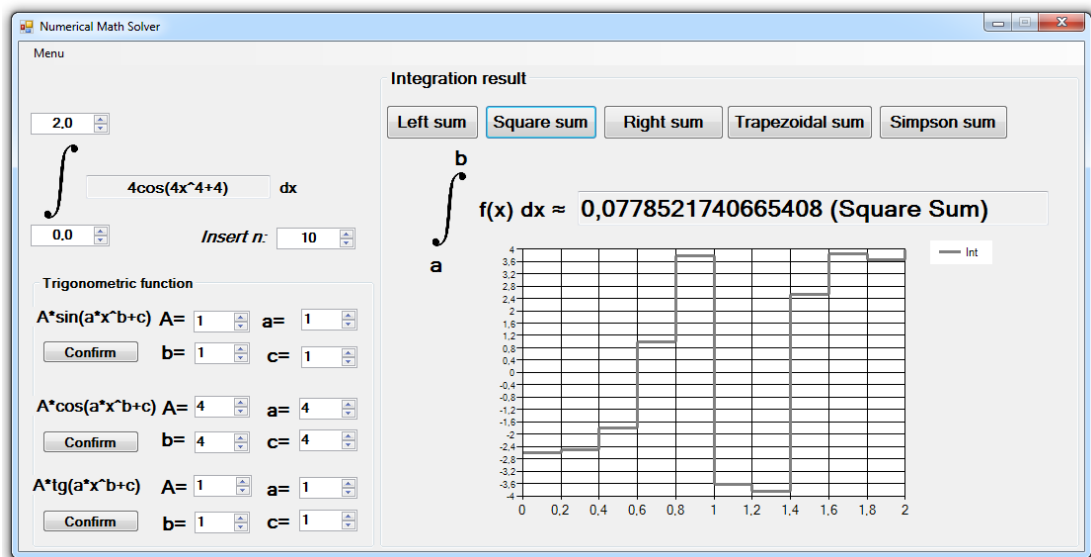 Numerical Math Solver
Menu
2,0
4cos(4x^4+4) dx
0,0
Insert n: 10
Trigonometric function
A*sin(a*x^b+c) A= 1 a= 1
Confirm b= 1 c= 1
A*cos(a*x^b+c) A= 4 a= 4
Confirm b= 4 c= 4
A*tg(a*x^b+c) A= 1 a= 1
Confirm b= 1 c= 1
Integration result
Left sum Square sum Right sum Trapezoidal sum Simpson sum
b
∫ f(x) dx ≈ 0,0778521740665408 (Square Sum)
a
Int
4
3,6
3,2
2,8
2,4
2
1,6
1,2
0,8
0,4
0
-0,4
-0,8
-1,2
-1,6
-2
-2,4
-2,8
-3,2
-3,6
-4
0 0,2 0,4 0,6 0,8 1 1,2 1,4 1,6 1,8 2